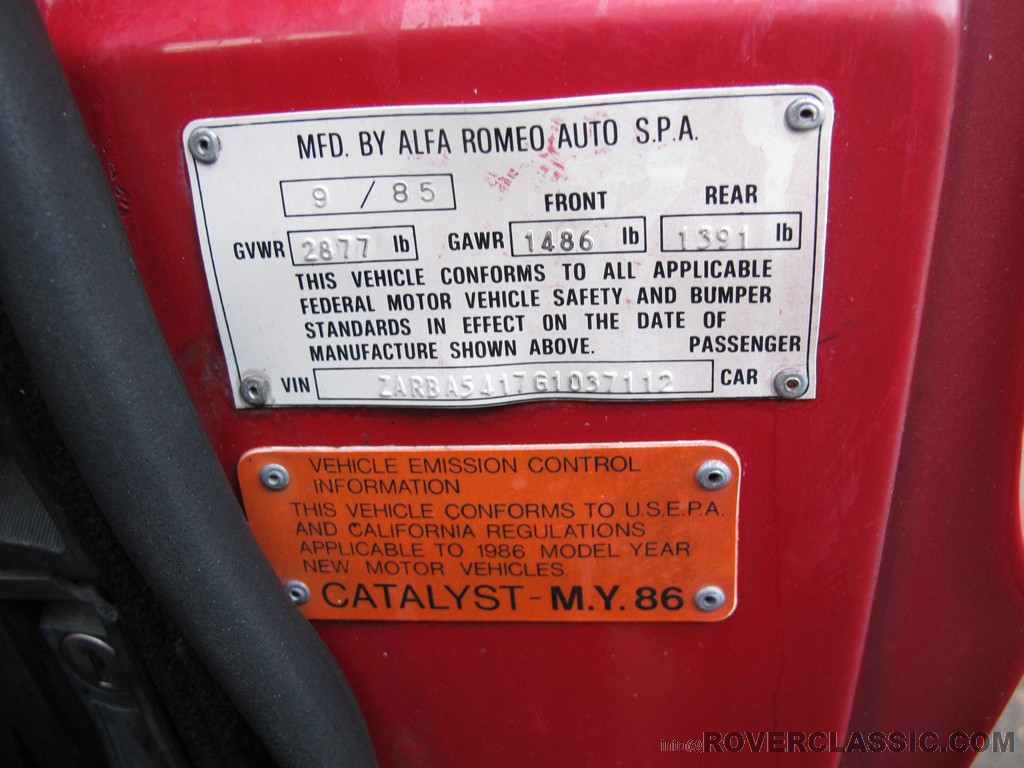 MFD. BY ALFA ROMEO AUTO S.P.A.
9 / 85
FRONT REAR
GVWR 2877 lb GAWR 1486 lb 1391 lb
THIS VEHICLE CONFORMS TO ALL APPLICABLE
FEDERAL MOTOR VEHICLE SAFETY AND BUMPER
STANDARDS IN EFFECT ON THE DATE OF
MANUFACTURE SHOWN ABOVE. PASSENGER
VIN ZARBA5417G1037112 CAR
VEHICLE EMISSION CONTROL
INFORMATION
THIS VEHICLE CONFORMS TO U.S.E.P.A.
AND CALIFORNIA REGULATIONS
APPLICABLE TO 1986 MODEL YEAR
NEW MOTOR VEHICLES.
CATALYST - M.Y. 86
info@ROVERCLASSIC.COM